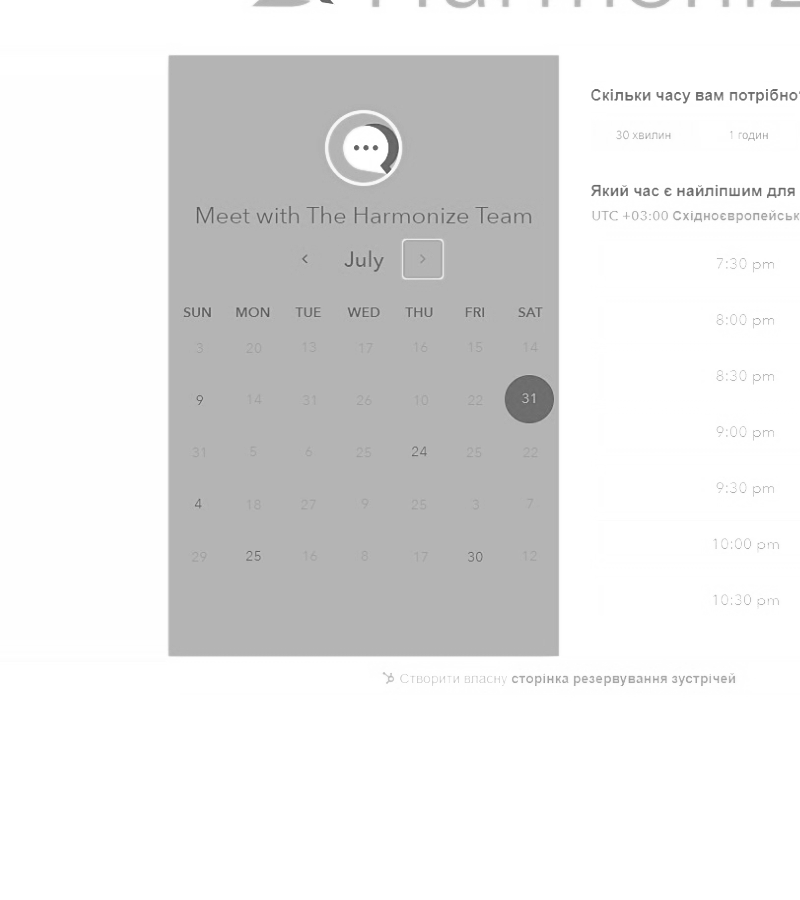 Meet with The Harmonize Team
July
SUN MON TUE WED THU FRI SAT
3 20 13 17 16 15 14
9 14 31 26 10 22 31
31 5 6 25 24 25 22
4 18 27 9 25 3 7
29 25 16 8 17 30 12
Скільки часу вам потрібно
30 хвилин 1 годин
Який час є найліпшим для
UTC +03:00
7:30 pm
8:00 pm
8:30 pm
9:00 pm
9:30 pm
10:00 pm
10:30 pm
Створити власну сторінка резервування зустрічей